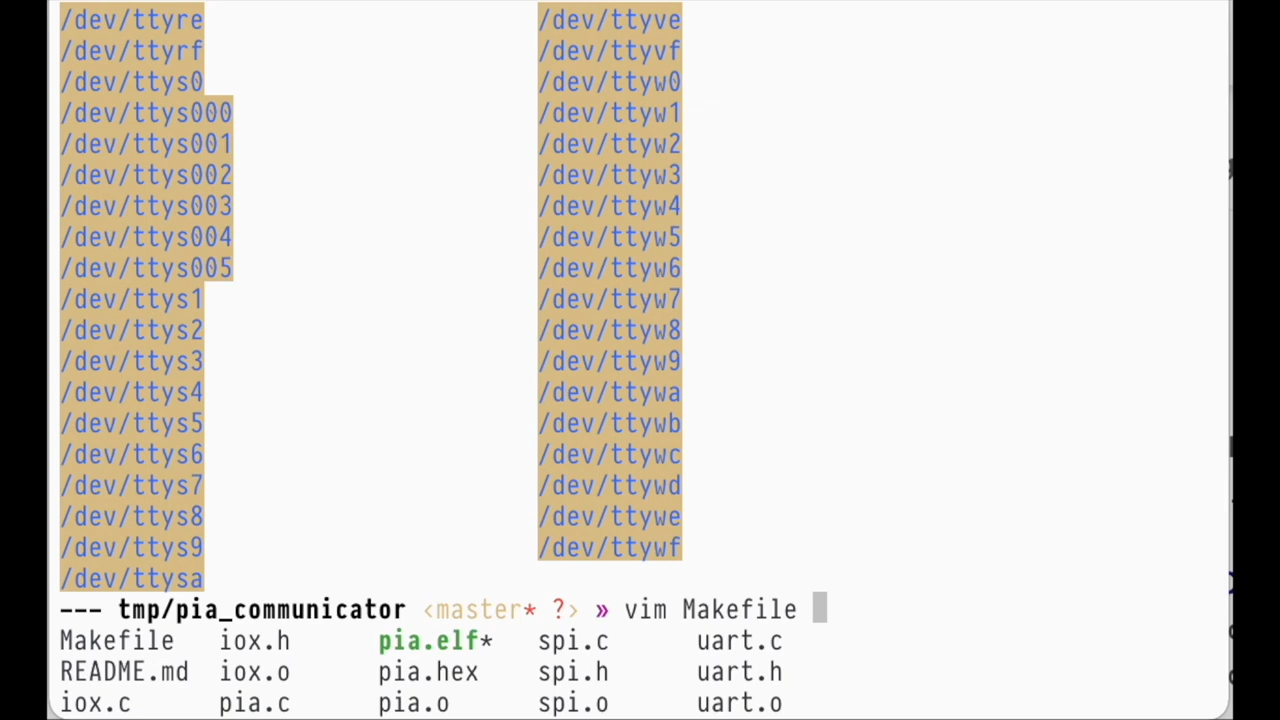 /dev/ttyre /dev/ttyve
/dev/ttyrf /dev/ttyvf
/dev/ttys0 /dev/ttyw0
/dev/ttys000 /dev/ttyw1
/dev/ttys001 /dev/ttyw2
/dev/ttys002 /dev/ttyw3
/dev/ttys003 /dev/ttyw4
/dev/ttys004 /dev/ttyw5
/dev/ttys005 /dev/ttyw6
/dev/ttys1 /dev/ttyw7
/dev/ttys2 /dev/ttyw8
/dev/ttys3 /dev/ttyw9
/dev/ttys4 /dev/ttywa
/dev/ttys5 /dev/ttywb
/dev/ttys6 /dev/ttywc
/dev/ttys7 /dev/ttywd
/dev/ttys8 /dev/ttywe
/dev/ttys9 /dev/ttywf
/dev/ttysa
--- tmp/pia_communicator <master* ?> » vim Makefile
Makefile iox.h pia.elf* spi.c uart.c
README.md iox.o pia.hex spi.h uart.h
iox.c pia.c pia.o spi.o uart.o